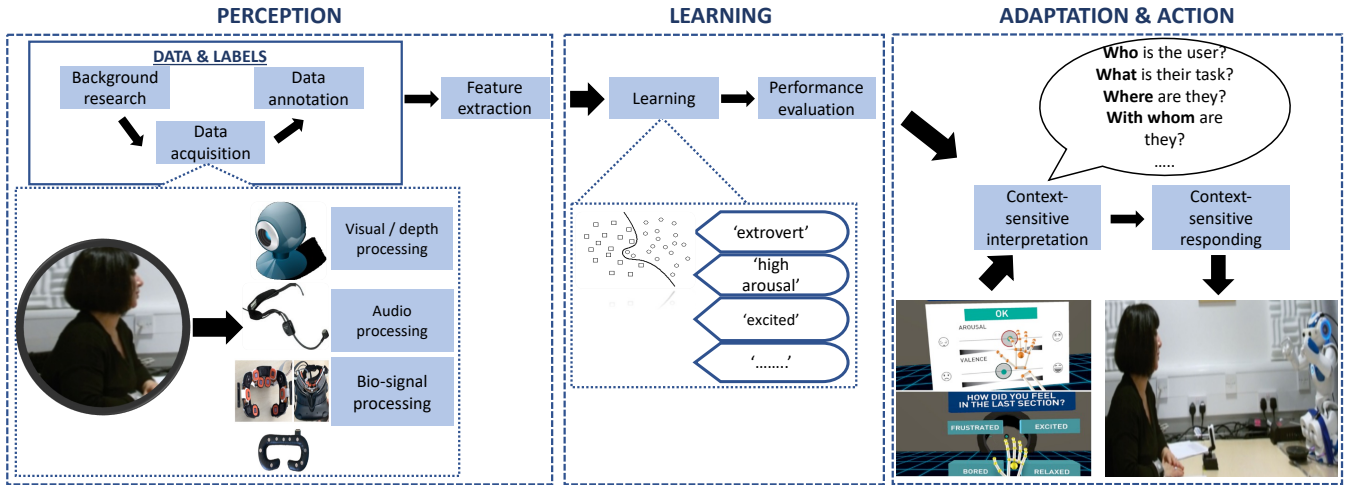 PERCEPTION
DATA & LABELS
Background
research
Data
annotation
Data
acquisition
Feature
extraction
Visual / depth
processing
Audio
processing
Bio-signal
processing
LEARNING
Learning
Performance
evaluation
‘extrovert’
‘high
arousal’
‘excited’
‘........’
ADAPTATION & ACTION
Who is the user?
What is their task?
Where are they?
With whom are
they?
.....
Context-
sensitive
interpretation
Context-
sensitive
responding
OK
AROUSAL
VALENCE
HOW DID YOU FEEL
IN THE LAST SECTION?
FRUSTRATED
EXCITED
BORED
RELAXED